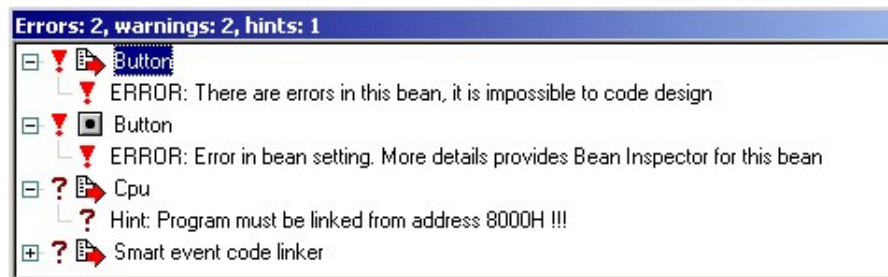 Errors: 2, warnings: 2, hints: 1
Button
ERROR: There are errors in this bean, it is impossible to code design
Button
ERROR: Error in bean setting. More details provides Bean Inspector for this bean
Cpu
Hint: Program must be linked from address 8000H !!!
Smart event code linker